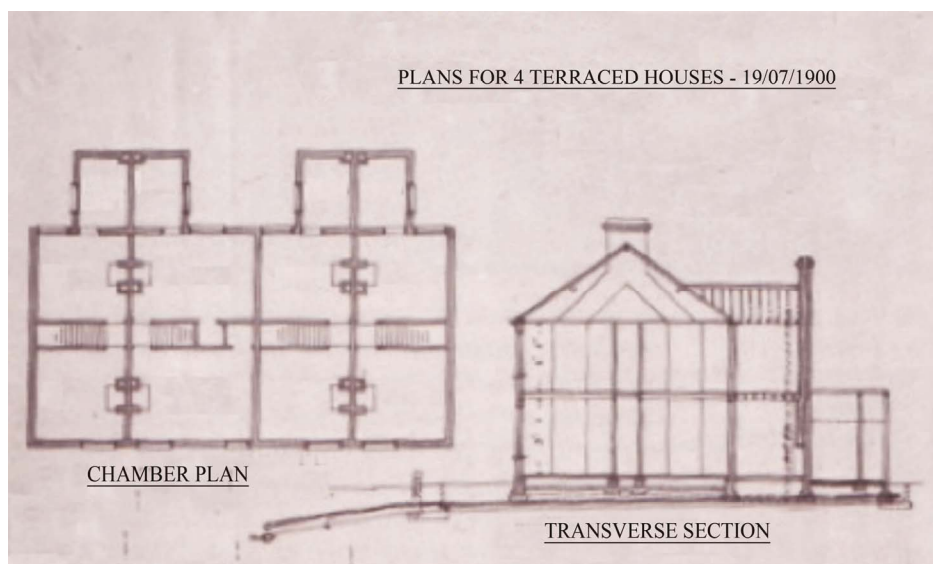 PLANS FOR 4 TERRACED HOUSES - 19/07/1900
CHAMBER PLAN
TRANSVERSE SECTION